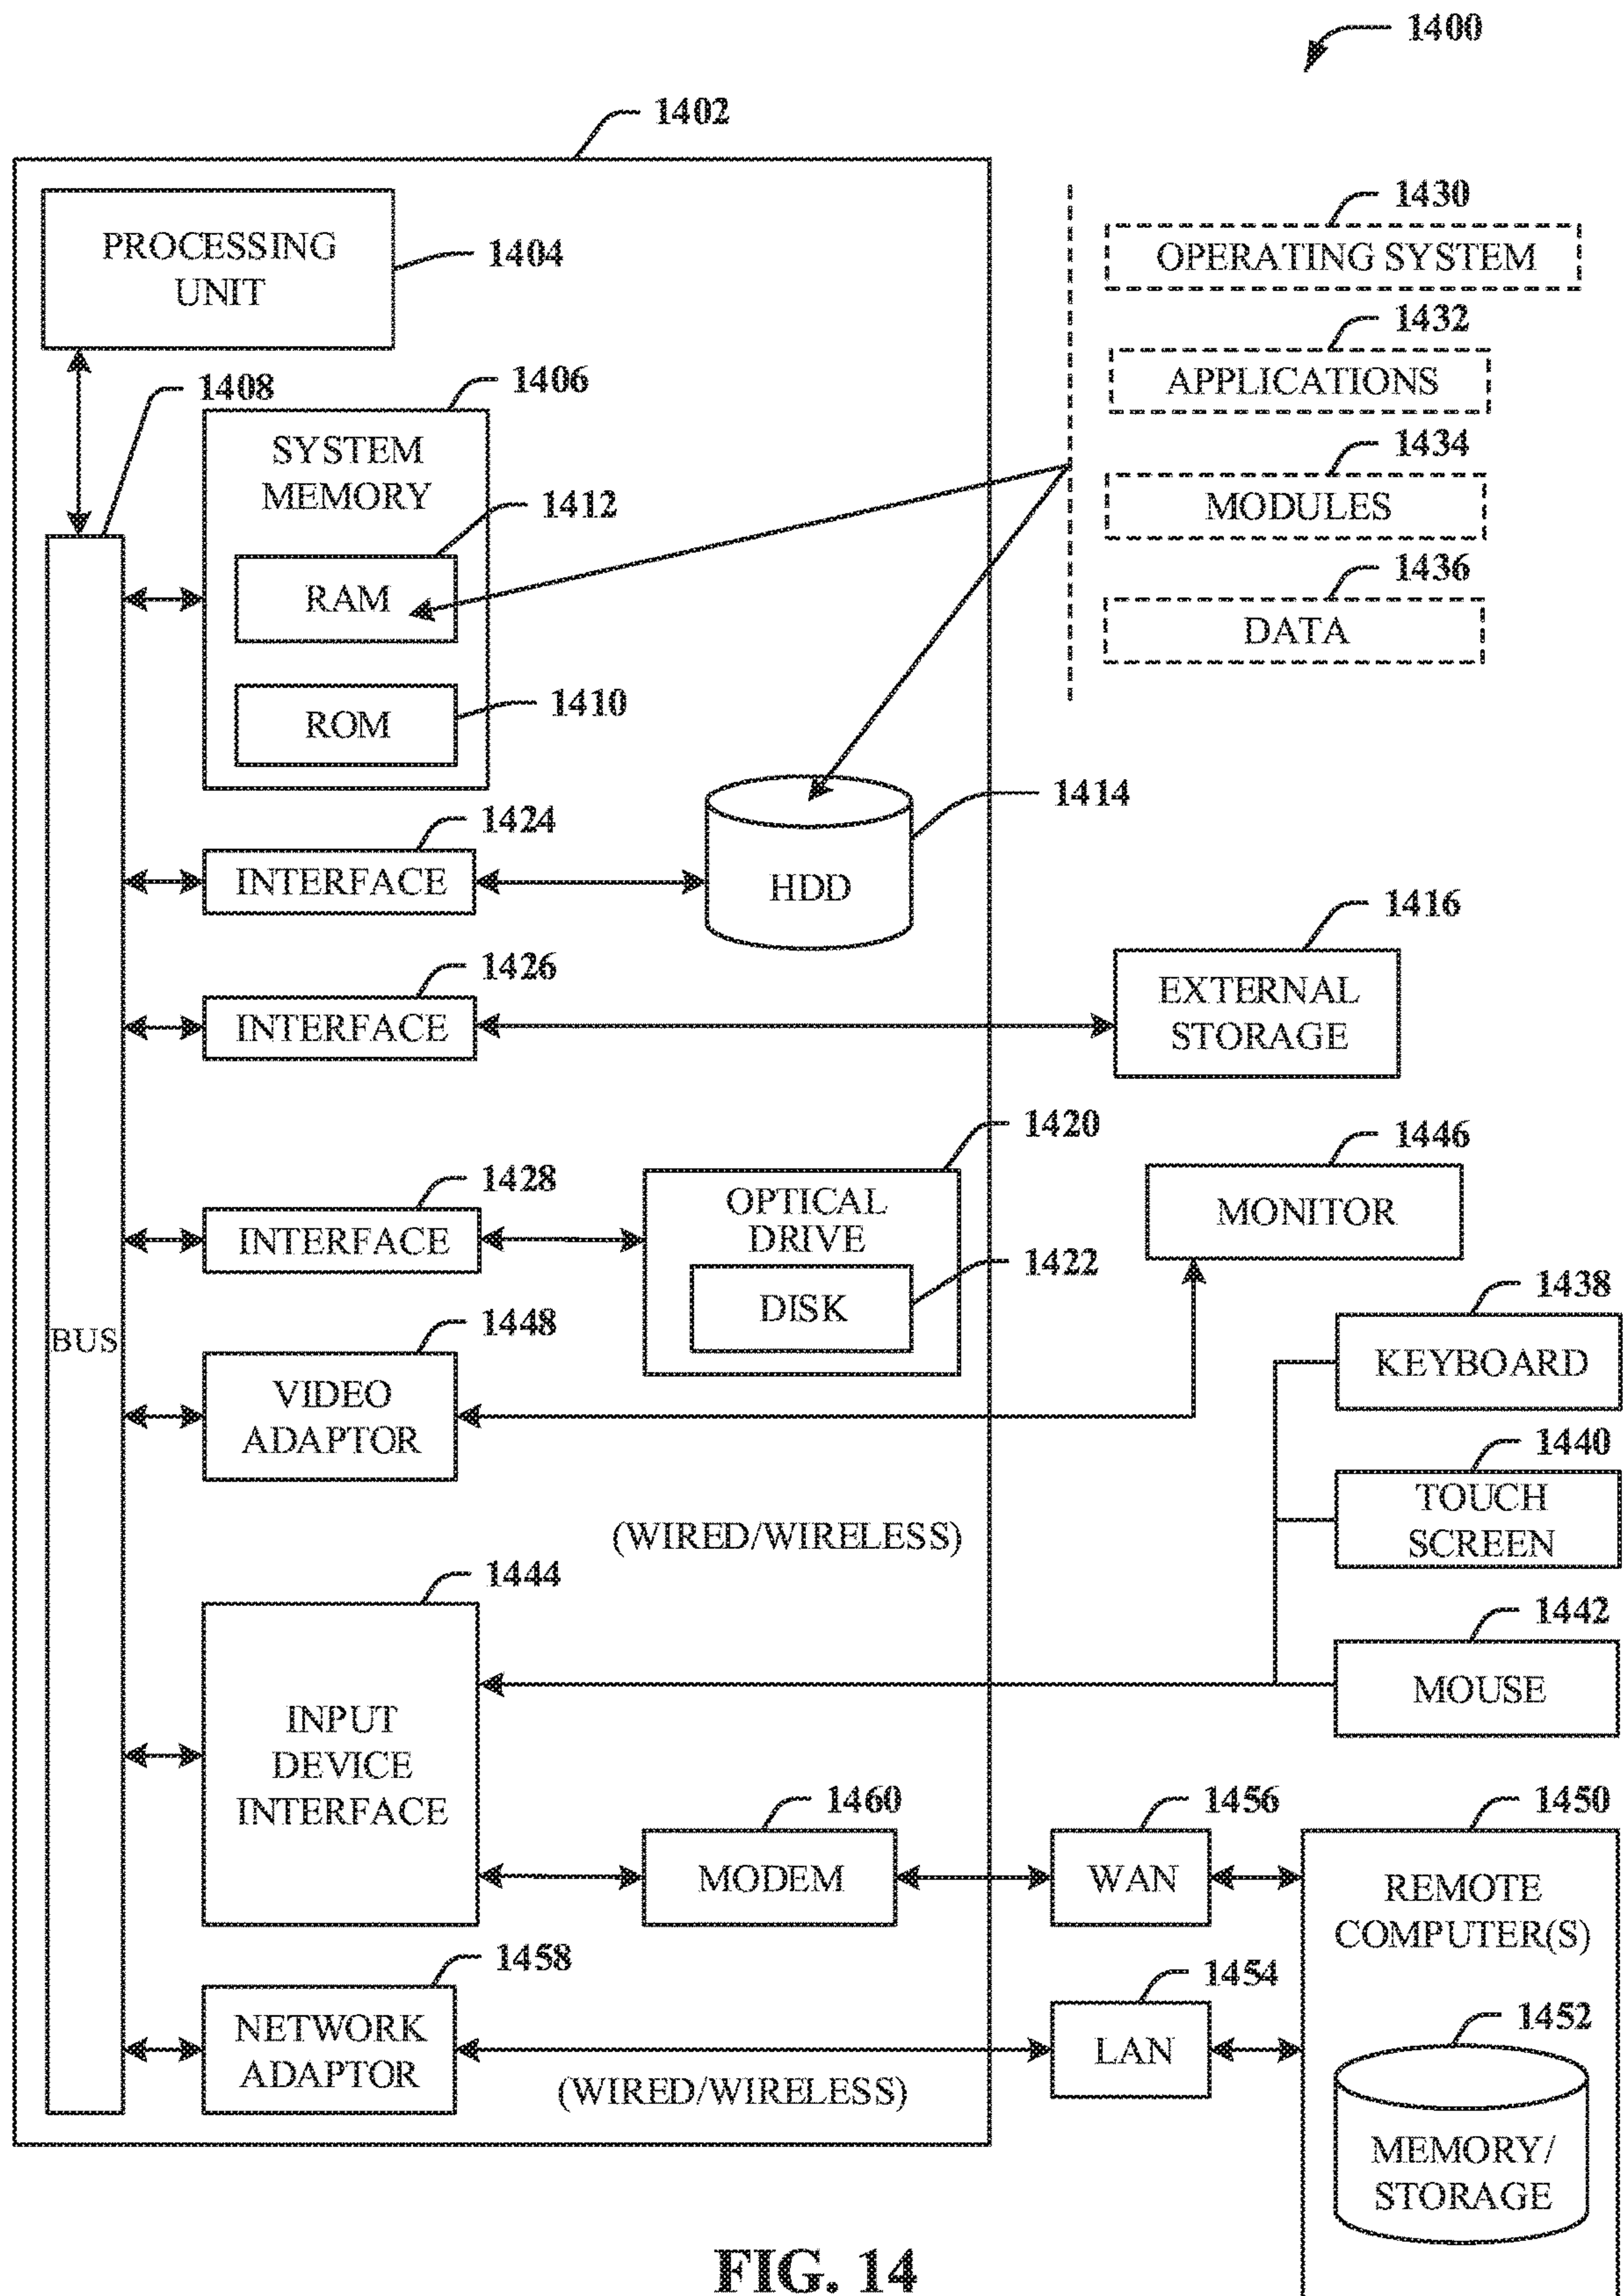 1400
1402
PROCESSING
UNIT
1404
1430
OPERATING SYSTEM
1432
APPLICATIONS
1434
MODULES
1436
DATA
1408
1406
SYSTEM
MEMORY
1412
RAM
1410
ROM
1424
INTERFACE
1414
HDD
1426
INTERFACE
1416
EXTERNAL
STORAGE
1428
INTERFACE
1420
OPTICAL
DRIVE
1422
DISK
1446
MONITOR
BUS
1448
VIDEO
ADAPTOR
1438
KEYBOARD
1440
TOUCH
SCREEN
(WIRED/WIRELESS)
1442
MOUSE
1444
INPUT
DEVICE
INTERFACE
1460
MODEM
1456
WAN
1450
REMOTE
COMPUTER(S)
1458
NETWORK
ADAPTOR
(WIRED/WIRELESS)
1454
LAN
1452
MEMORY/
STORAGE
FIG. 14